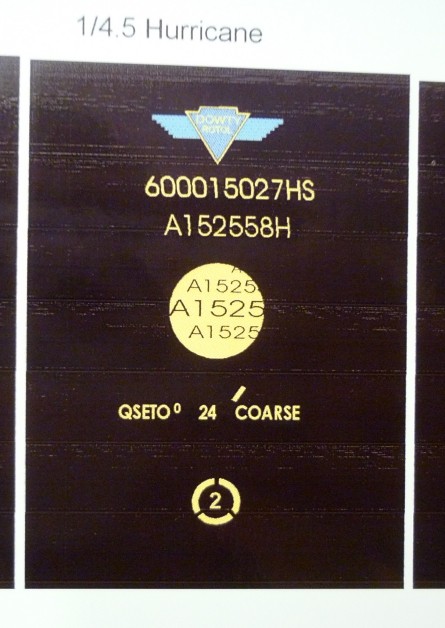 1/4.5 Hurricane
DOWTY
ROTOL
600015027HS
A152558H
A
A1525
A1525
A1525
QSETO° 24 COARSE
2